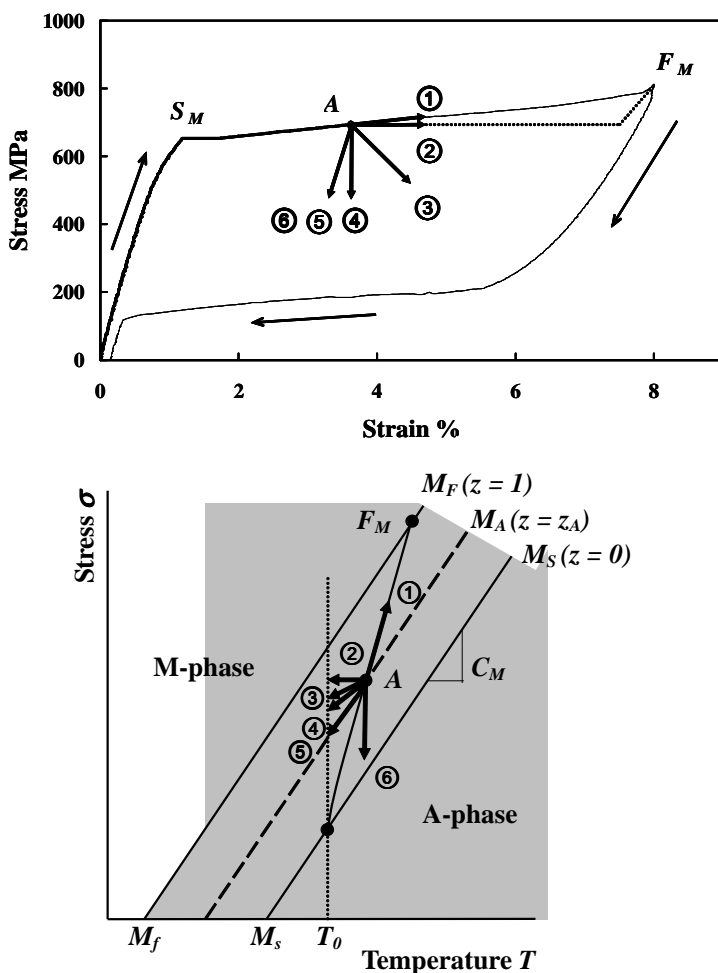 1000
800
600
400
200
0
Stress MPa
S_M
A
F_M
①
②
③
⑥ ⑤ ④
0 2 4 6 8
Strain %
Stress σ
M_F (z = 1)
M_A (z = z_A)
M_S (z = 0)
F_M
①
②
M-phase
A
C_M
③
④
⑤
⑥
A-phase
M_f M_s T_0
Temperature T